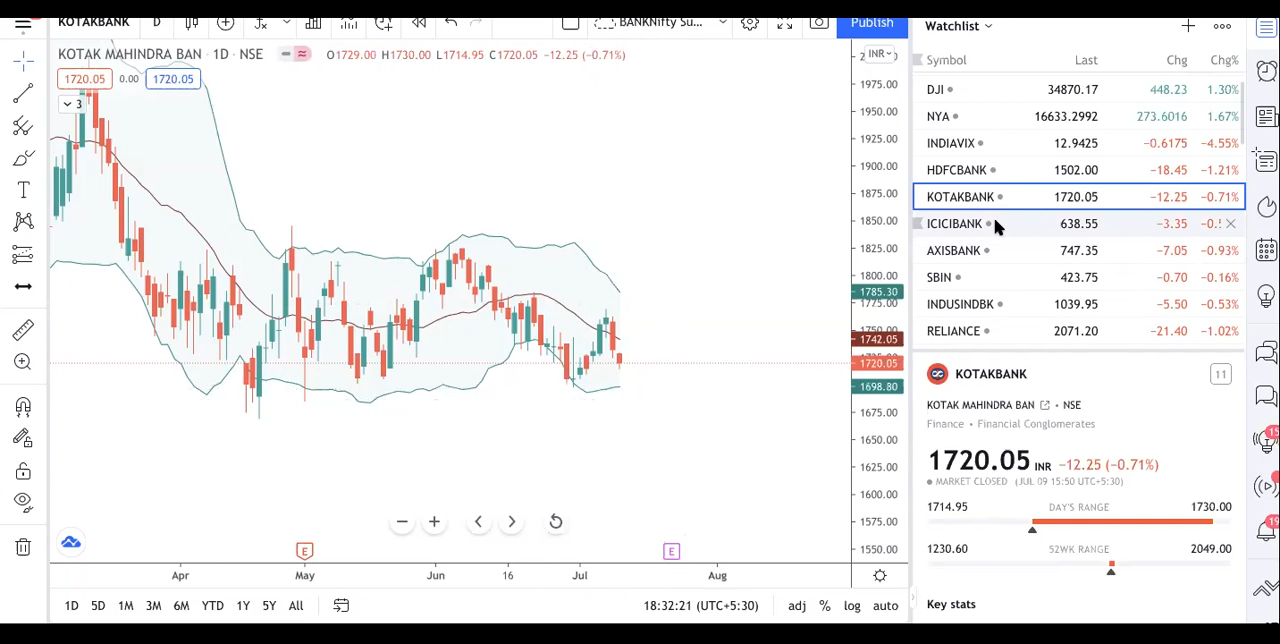 KOTAKBANK D BANKNifty Su... Publish
KOTAK MAHINDRA BAN · 1D · NSE O1729.00 H1730.00 L1714.95 C1720.05 −12.25 (−0.71%)
1720.05 0.00 1720.05
3
INR
1975.00
1950.00
1925.00
1900.00
1875.00
1850.00
1825.00
1800.00
1785.30
1775.00
1742.05
1720.05
1698.80
1675.00
1650.00
1625.00
1600.00
1575.00
1550.00
E E
Apr May Jun 16 Jul Aug
1D 5D 1M 3M 6M YTD 1Y 5Y All 18:32:21 (UTC+5:30) adj % log auto
Watchlist
Symbol Last Chg Chg%
DJI 34870.17 448.23 1.30%
NYA 16633.2992 273.6016 1.67%
INDIAVIX 12.9425 −0.6175 −4.55%
HDFCBANK 1502.00 −18.45 −1.21%
KOTAKBANK 1720.05 −12.25 −0.71%
ICICIBANK 638.55 −3.35
AXISBANK 747.35 −7.05 −0.93%
SBIN 423.75 −0.70 −0.16%
INDUSINDBK 1039.95 −5.50 −0.53%
RELIANCE 2071.20 −21.40 −1.02%
KOTAKBANK 11
KOTAK MAHINDRA BAN · NSE
Finance • Financial Conglomerates
1720.05 INR −12.25 (−0.71%)
MARKET CLOSED (JUL 09 15:50 UTC+5:30)
1714.95 DAY'S RANGE 1730.00
1230.60 52WK RANGE 2049.00
Key stats